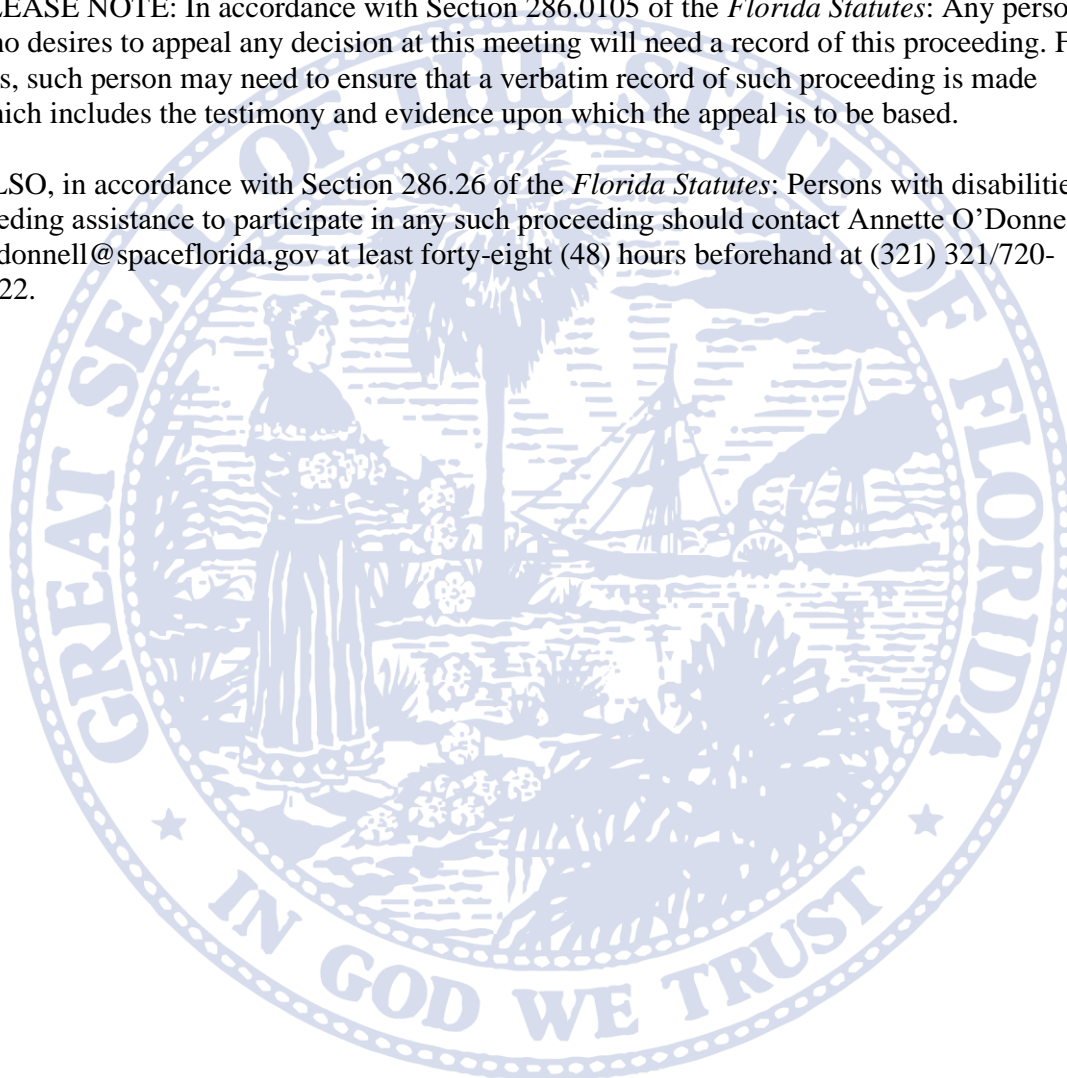 LEASE NOTE: In accordance with Section 286.0105 of the Florida Statutes: Any perso
no desires to appeal any decision at this meeting will need a record of this proceeding. F
s, such person may need to ensure that a verbatim record of such proceeding is made
hich includes the testimony and evidence upon which the appeal is to be based.
LSO, in accordance with Section 286.26 of the Florida Statutes: Persons with disabilitie
eding assistance to participate in any such proceeding should contact Annette O’Donne
donnell@spaceflorida.gov at least forty-eight (48) hours beforehand at (321) 321/720-
22.
GREAT SEAL OF THE STATE OF FLORIDA
IN GOD WE TRUST